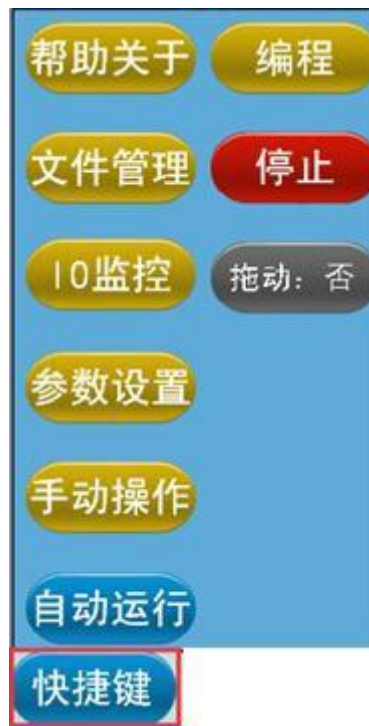 帮助关于 编程
文件管理 停止
IO监控 拖动：否
参数设置
手动操作
自动运行
快捷键